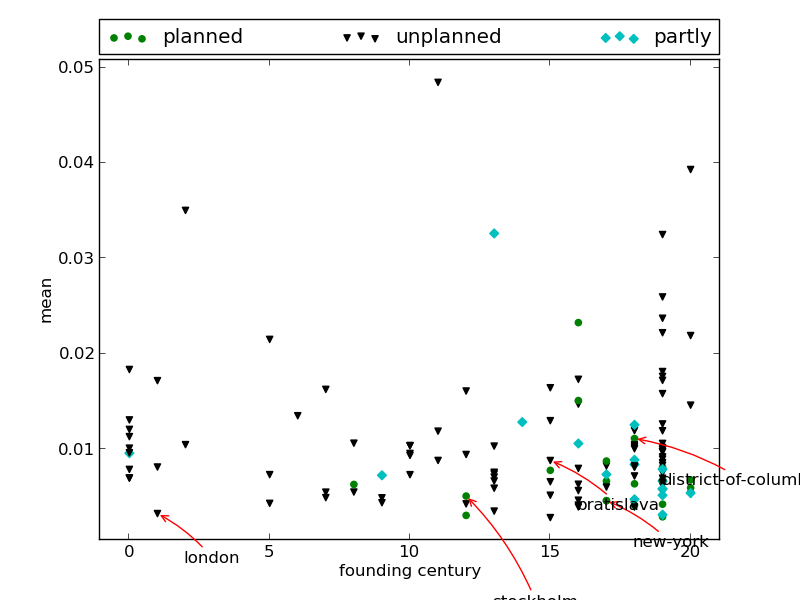 planned unplanned partly
0.05
0.04
0.03
0.02
0.01
mean
district-of-columb
bratislava
new-york
london
0 5 10 15 20
founding century
stockholm